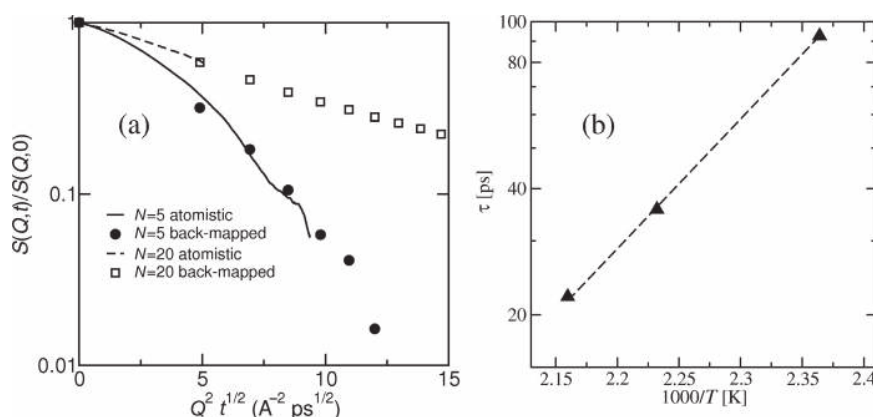 S(Q,t)/S(Q,0)
1
0.1
0.01
(a)
N=5 atomistic
N=5 back-mapped
N=20 atomistic
N=20 back-mapped
0 5 10 15
Q² t^1/2 (A⁻² ps^1/2)
τ [ps]
100
80
40
20
(b)
2.15 2.2 2.25 2.3 2.35 2.4
1000/T [K]